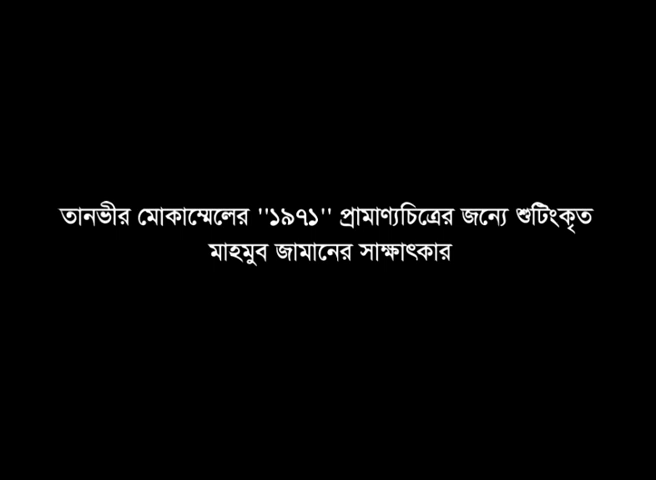 তানভীর মোকাম্মেলের "১৯৭১" প্রামাণ্যচিত্রের জন্যে শুটিংকৃত
মাহমুব জামানের সাক্ষাৎকার